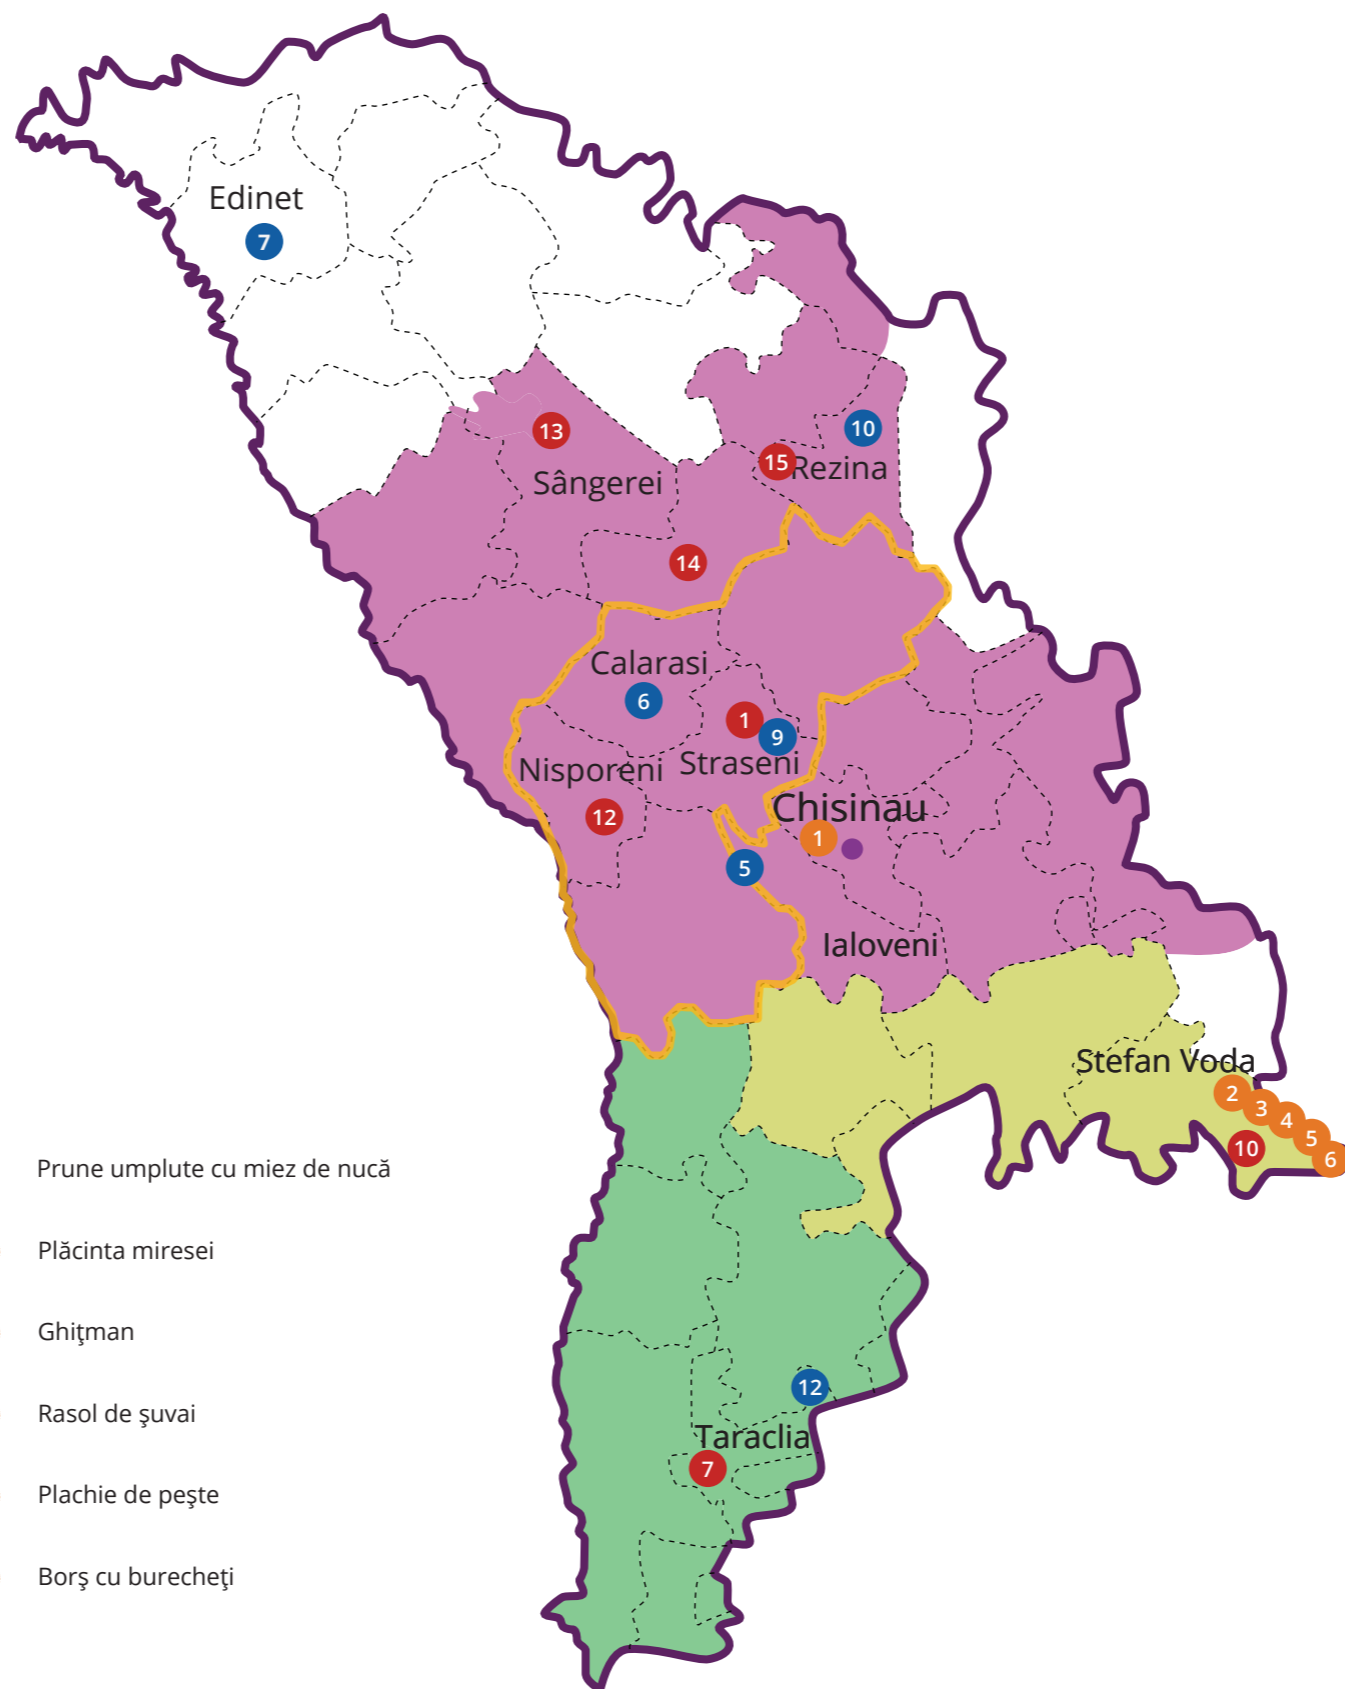 Edinet
7
13
10
15
Rezina
Sângerei
14
Calarasi
6
1
9
Straseni
Nisporeni
12
Chisinau
1
5
Ialoveni
Stefan Voda
2
3
4
5
6
10
Prune umplute cu miez de nucă
Plăcinta miresei
Ghiţman
Rasol de şuvai
Plachie de peşte
Borş cu burecheţi
12
Taraclia
7